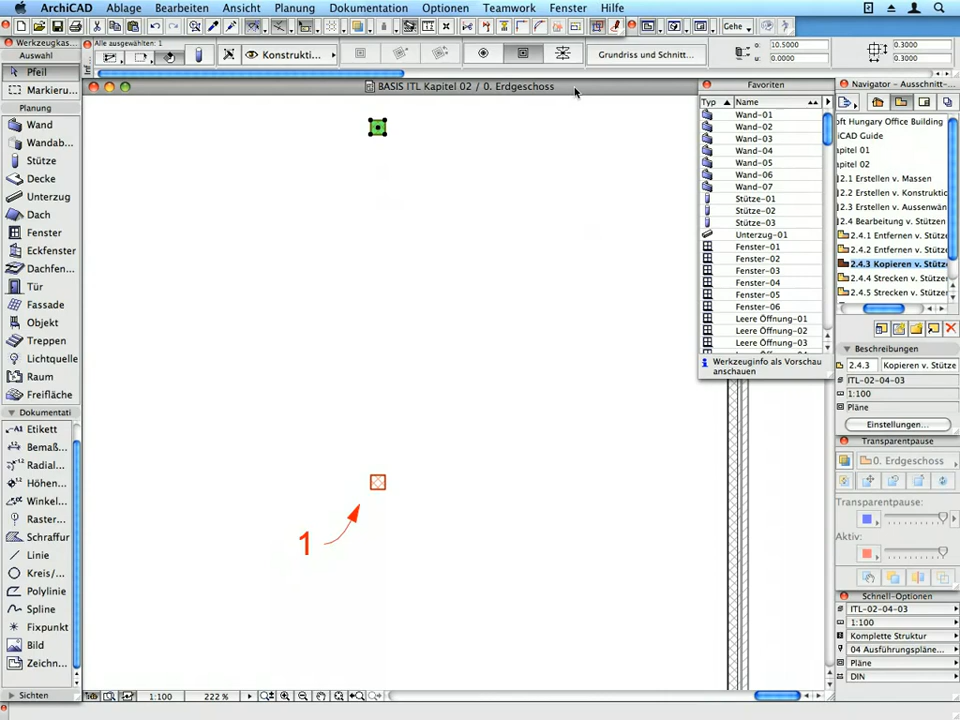 ArchiCAD Ablage Bearbeiten Ansicht Planung Dokumentation Optionen Teamwork Fenster Hilfe
Gehe
Werkzeugkas...
Auswahl
Pfeil
Markieru...
Planung
Wand
Wandab...
Stütze
Decke
Unterzug
Dach
Fenster
Eckfenster
Dachfen...
Tür
Fassade
Objekt
Treppen
Lichtquelle
Raum
Freifläche
Dokumentati
A1 Etikett
Bemaß...
Radial...
Höhen...
Winkel...
Raster...
Schraffur
Linie
Kreis/...
Polylinie
Spline
Fixpunkt
Bild
Zeichn...
Sichten
Alle ausgewählten: 1
Konstrukti...
Grundriss und Schnitt...
o: 10.5000
u: 0.0000
0.3000
0.3000
BASIS ITL Kapitel 02 / 0. Erdgeschoss
1
1:100
222 %
Favoriten
Typ Name
Wand-01
Wand-02
Wand-03
Wand-04
Wand-05
Wand-06
Wand-07
Stütze-01
Stütze-02
Stütze-03
Unterzug-01
Fenster-01
Fenster-02
Fenster-03
Fenster-04
Fenster-05
Fenster-06
Leere Öffnung-01
Leere Öffnung-02
Leere Öffnung-03
Werkzeuginfo als Vorschau
anschauen
Navigator - Ausschnitt-...
oft Hungary Office Building
iCAD Guide
apitel 01
apitel 02
2.1 Erstellen v. Massen
2.2 Erstellen v. Konstruktio
2.3 Erstellen v. Aussenwän
2.4 Bearbeitung v. Stützen
2.4.1 Entfernen v. Stütz
2.4.2 Entfernen v. Stütz
2.4.3 Kopieren v. Stütze
2.4.4 Strecken v. Stütze
2.4.5 Strecken v. Stütze
Beschreibungen
2.4.3 Kopieren v. Stütze
ITL-02-04-03
1:100
Pläne
Einstellungen...
Transparentpause
0. Erdgeschoss
Transparentpause:
Aktiv:
Schnell-Optionen
ITL-02-04-03
1:100
Komplette Struktur
04 Ausführungspläne...
Pläne
DIN